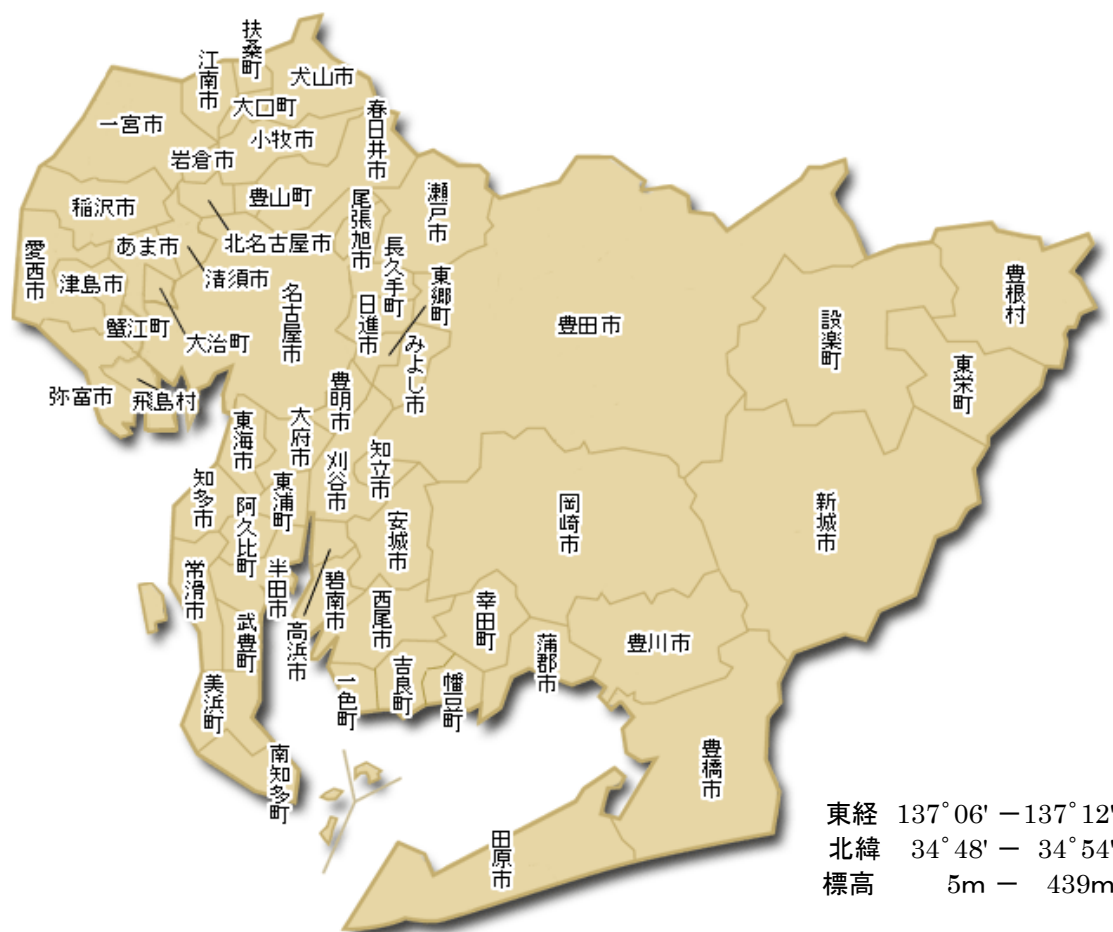 扶桑町
江南市
犬山市
大口町
一宮市
小牧市
春日井市
岩倉市
瀬戸市
豊山町
稲沢市
尾張旭市
北名古屋市
あま市
長久手町
愛西市
清須市
東郷町
津島市
名古屋市
日進市
豊根村
豊田市
設楽町
蟹江町
大治町
みよし市
東栄町
弥富市
飛島村
豊明市
東海市
大府市
知立市
刈谷市
知多市
東浦町
阿久比町
岡崎市
新城市
安城市
常滑市
半田市
碧南市
西尾市
幸田町
武豊町
高浜市
蒲郡市
豊川市
美浜町
一色町
吉良町
幡豆町
南知多町
豊橋市
田原市
東経 137°06' −137°12'
北緯 34°48' − 34°54'
標高 5m − 439m